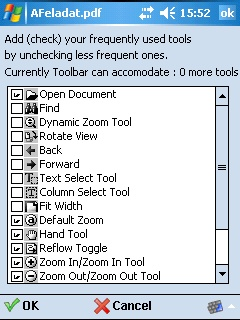 AFeladat.pdf 15:52 ok
Add (check) your frequently used tools
by unchecking less frequent ones.
Currently Toolbar can accomodate : 0 more tools
Open Document
Find
Dynamic Zoom Tool
Rotate View
Back
Forward
Text Select Tool
Column Select Tool
Fit Width
Default Zoom
Hand Tool
Reflow Toggle
Zoom In/Zoom In Tool
Zoom Out/Zoom Out Tool
OK Cancel